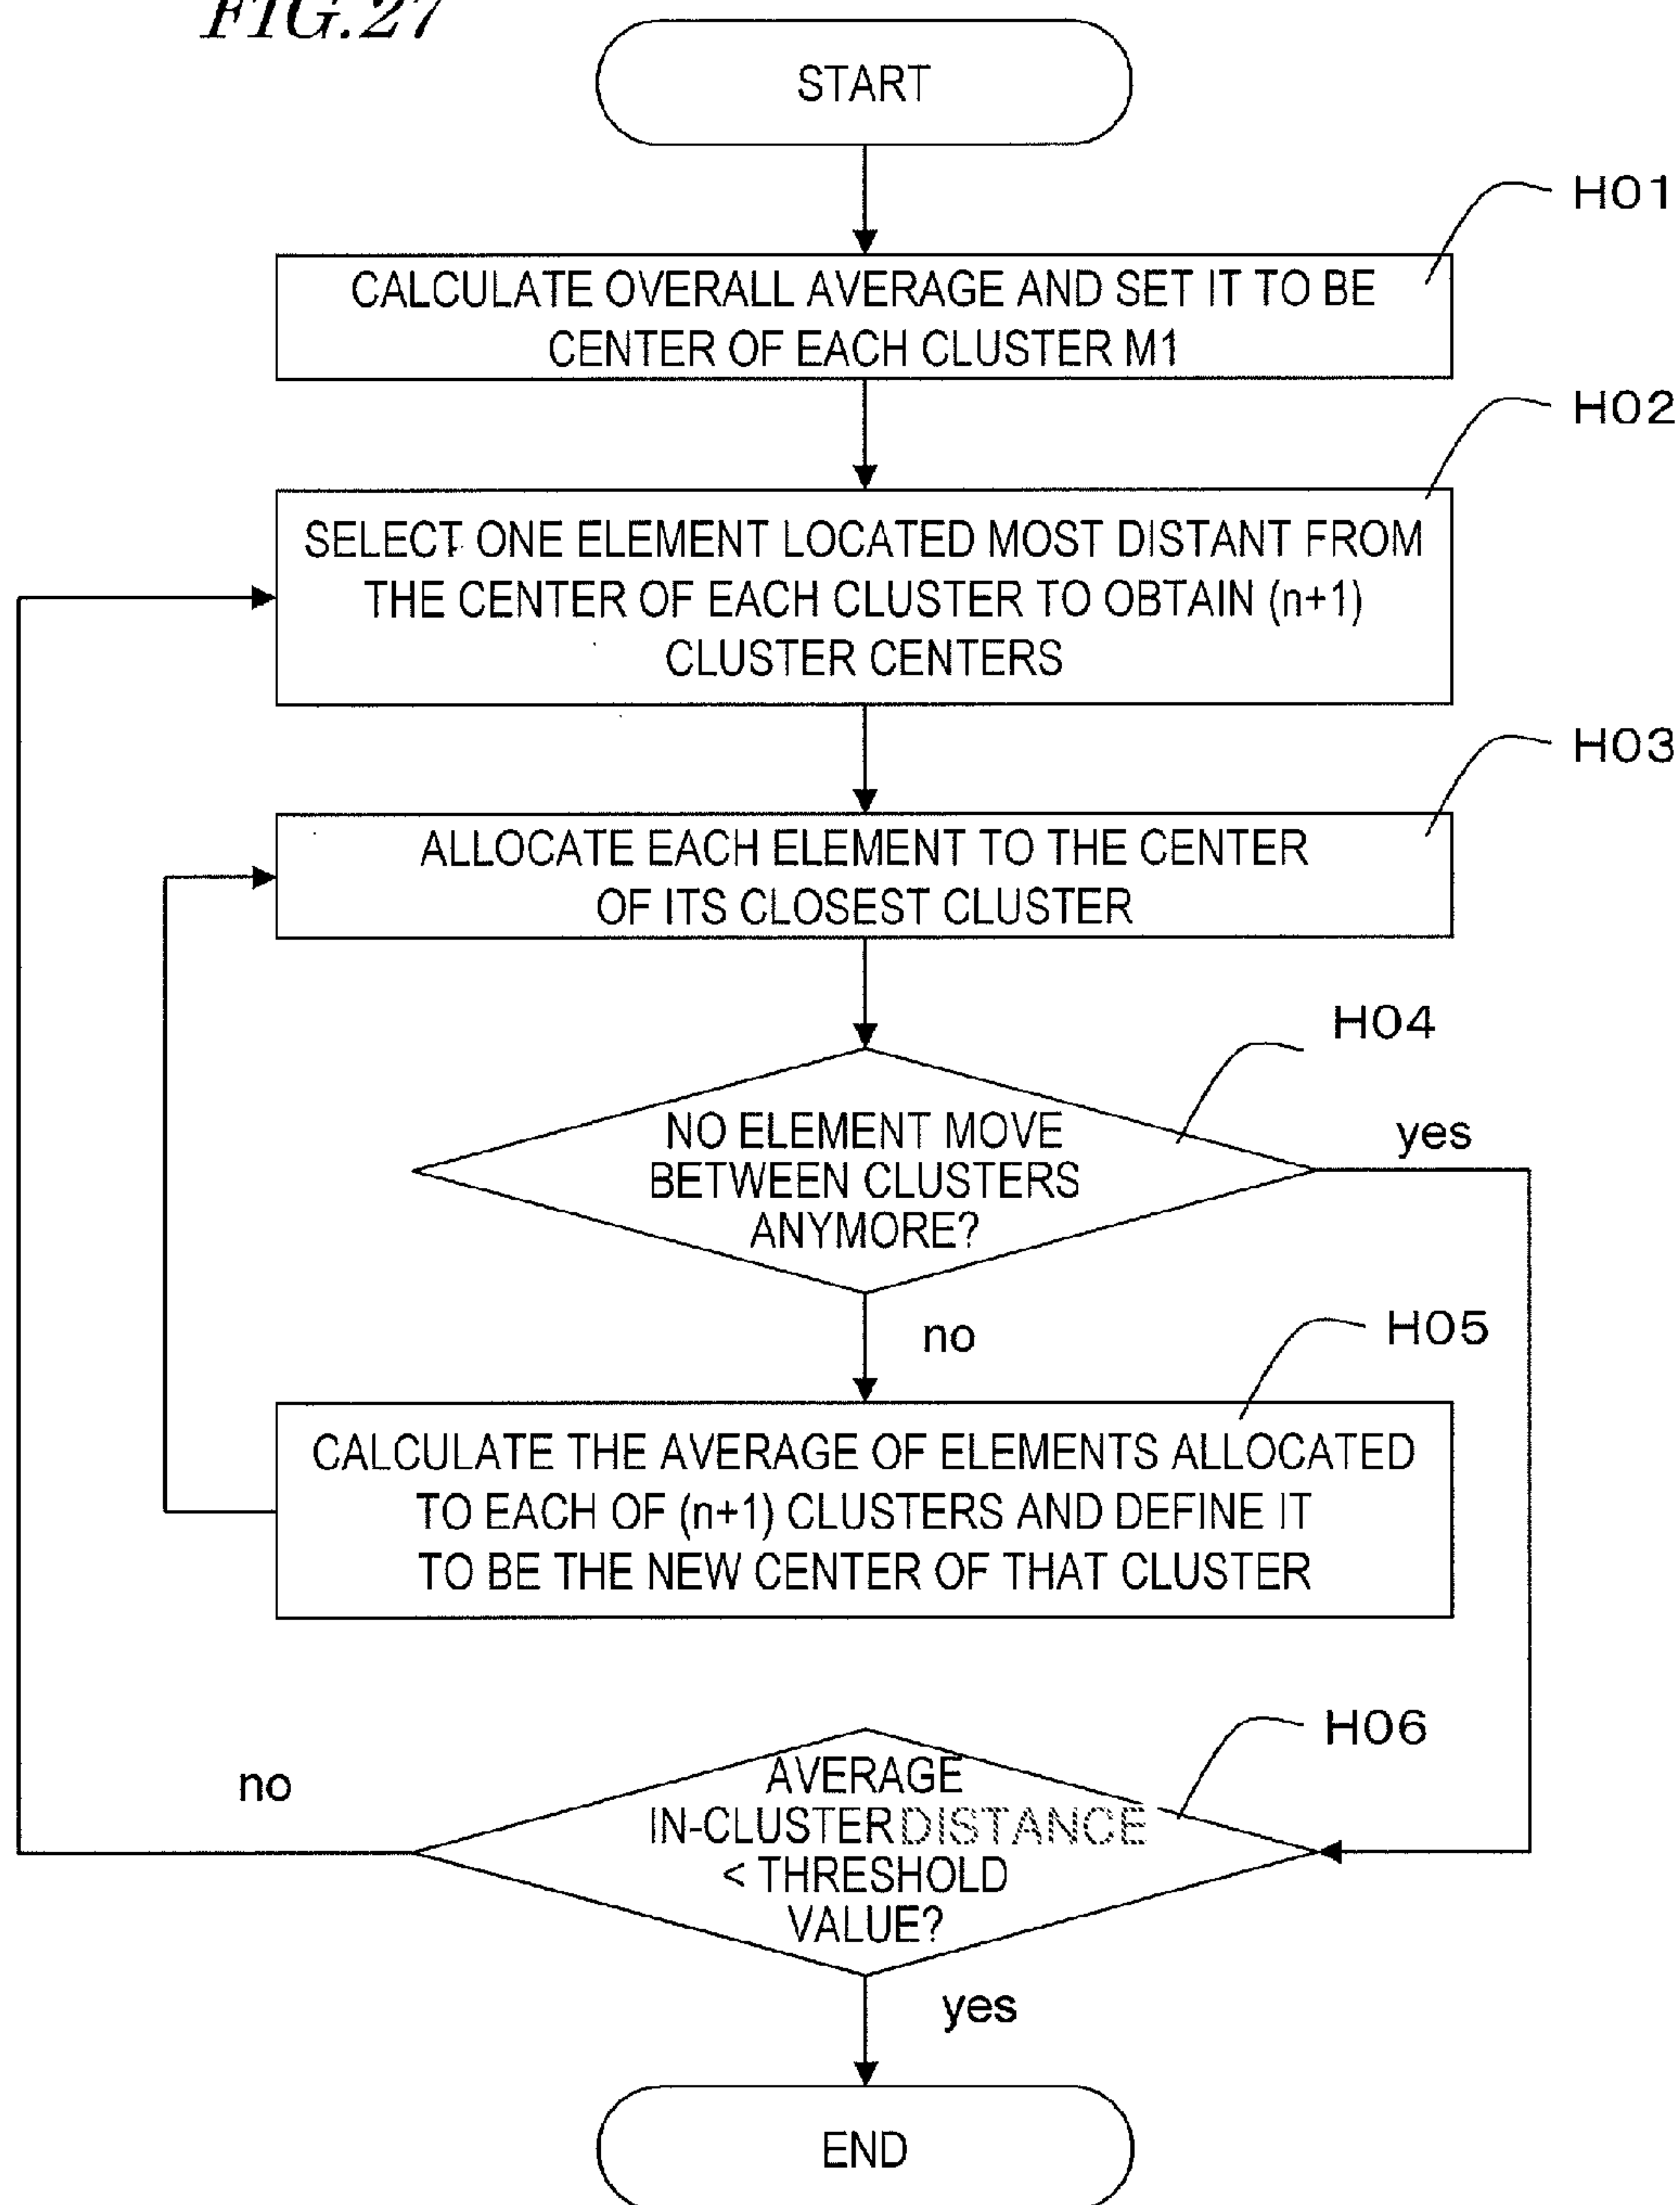 FIG.27
START
H01
CALCULATE OVERALL AVERAGE AND SET IT TO BE
CENTER OF EACH CLUSTER M1
H02
SELECT ONE ELEMENT LOCATED MOST DISTANT FROM
THE CENTER OF EACH CLUSTER TO OBTAIN (n+1)
CLUSTER CENTERS
H03
ALLOCATE EACH ELEMENT TO THE CENTER
OF ITS CLOSEST CLUSTER
H04
NO ELEMENT MOVE
BETWEEN CLUSTERS
ANYMORE?
yes
no
H05
CALCULATE THE AVERAGE OF ELEMENTS ALLOCATED
TO EACH OF (n+1) CLUSTERS AND DEFINE IT
TO BE THE NEW CENTER OF THAT CLUSTER
H06
no
AVERAGE
IN-CLUSTER DISTANCE
< THRESHOLD
VALUE?
yes
END